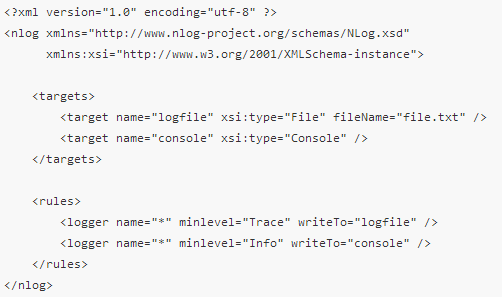 <?xml version="1.0" encoding="utf-8" ?>
<nlog xmlns="http://www.nlog-project.org/schemas/NLog.xsd"
      xmlns:xsi="http://www.w3.org/2001/XMLSchema-instance">

    <targets>
        <target name="logfile" xsi:type="File" fileName="file.txt" />
        <target name="console" xsi:type="Console" />
    </targets>

    <rules>
        <logger name="*" minlevel="Trace" writeTo="logfile" />
        <logger name="*" minlevel="Info" writeTo="console" />
    </rules>
</nlog>